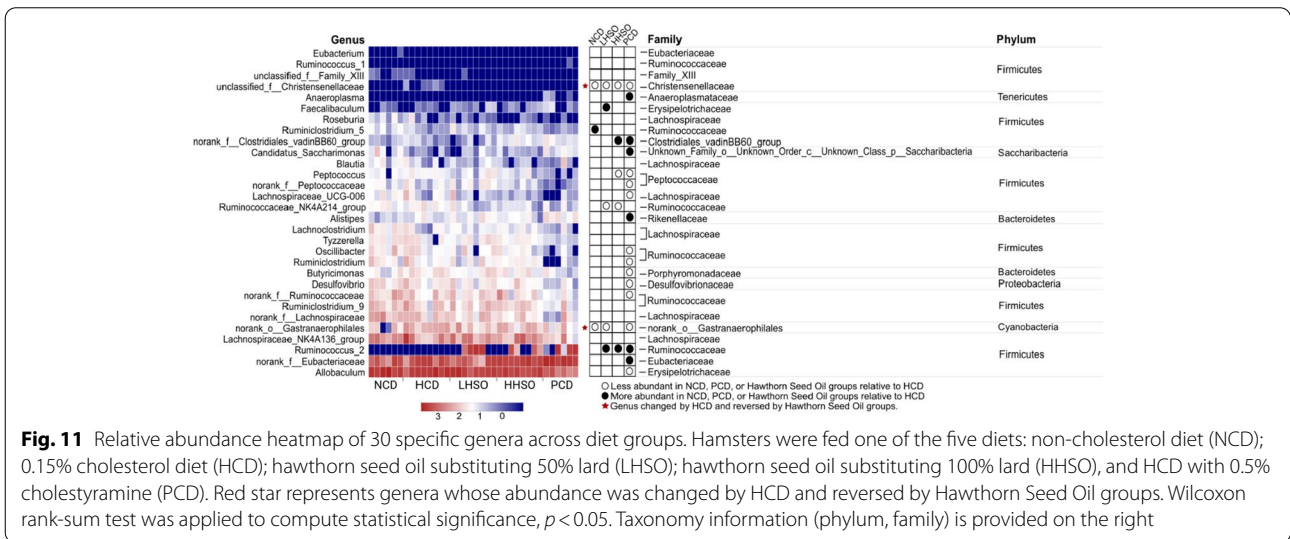 Genus
NCD LHSO HHSO PCD
Family
Phylum
Eubacterium
Eubacteriaceae
Ruminococcus_1
Ruminococcaceae
Firmicutes
unclassified_f__Family_XIII
Family_XIII
unclassified_f__Christensenellaceae
★
Christensenellaceae
Anaeroplasma
Anaeroplasmataceae
Tenericutes
Faecalibaculum
Erysipelotrichaceae
Roseburia
Lachnospiraceae
Firmicutes
Ruminiclostridium_5
Ruminococcaceae
norank_f__Clostridiales_vadinBB60_group
Clostridiales_vadinBB60_group
Candidatus_Saccharimonas
Unknown_Family_o__Unknown_Order_c__Unknown_Class_p__Saccharibacteria
Saccharibacteria
Blautia
Lachnospiraceae
Peptococcus
Peptococcaceae
Firmicutes
norank_f__Peptococcaceae
Lachnospiraceae_UCG-006
Lachnospiraceae
Ruminococcaceae_NK4A214_group
Ruminococcaceae
Alistipes
Rikenellaceae
Bacteroidetes
Lachnoclostridium
Lachnospiraceae
Tyzzerella
Firmicutes
Oscillibacter
Ruminococcaceae
Ruminiclostridium
Butyricimonas
Porphyromonadaceae
Bacteroidetes
Desulfovibrio
Desulfovibrionaceae
Proteobacteria
norank_f__Ruminococcaceae
Ruminococcaceae
Ruminiclostridium_9
Firmicutes
norank_f__Lachnospiraceae
Lachnospiraceae
norank_o__Gastranaerophilales
★
norank_o__Gastranaerophilales
Cyanobacteria
Lachnospiraceae_NK4A136_group
Lachnospiraceae
Ruminococcus_2
Ruminococcaceae
Firmicutes
norank_f__Eubacteriaceae
Eubacteriaceae
Allobaculum
Erysipelotrichaceae
NCD HCD LHSO HHSO PCD
3 2 1 0
○ Less abundant in NCD, PCD, or Hawthorn Seed Oil groups relative to HCD
● More abundant in NCD, PCD, or Hawthorn Seed Oil groups relative to HCD
★ Genus changed by HCD and reversed by Hawthorn Seed Oil groups.
Fig. 11 Relative abundance heatmap of 30 specific genera across diet groups. Hamsters were fed one of the five diets: non-cholesterol diet (NCD);
0.15% cholesterol diet (HCD); hawthorn seed oil substituting 50% lard (LHSO); hawthorn seed oil substituting 100% lard (HHSO), and HCD with 0.5%
cholestyramine (PCD). Red star represents genera whose abundance was changed by HCD and reversed by Hawthorn Seed Oil groups. Wilcoxon
rank-sum test was applied to compute statistical significance, p < 0.05. Taxonomy information (phylum, family) is provided on the right